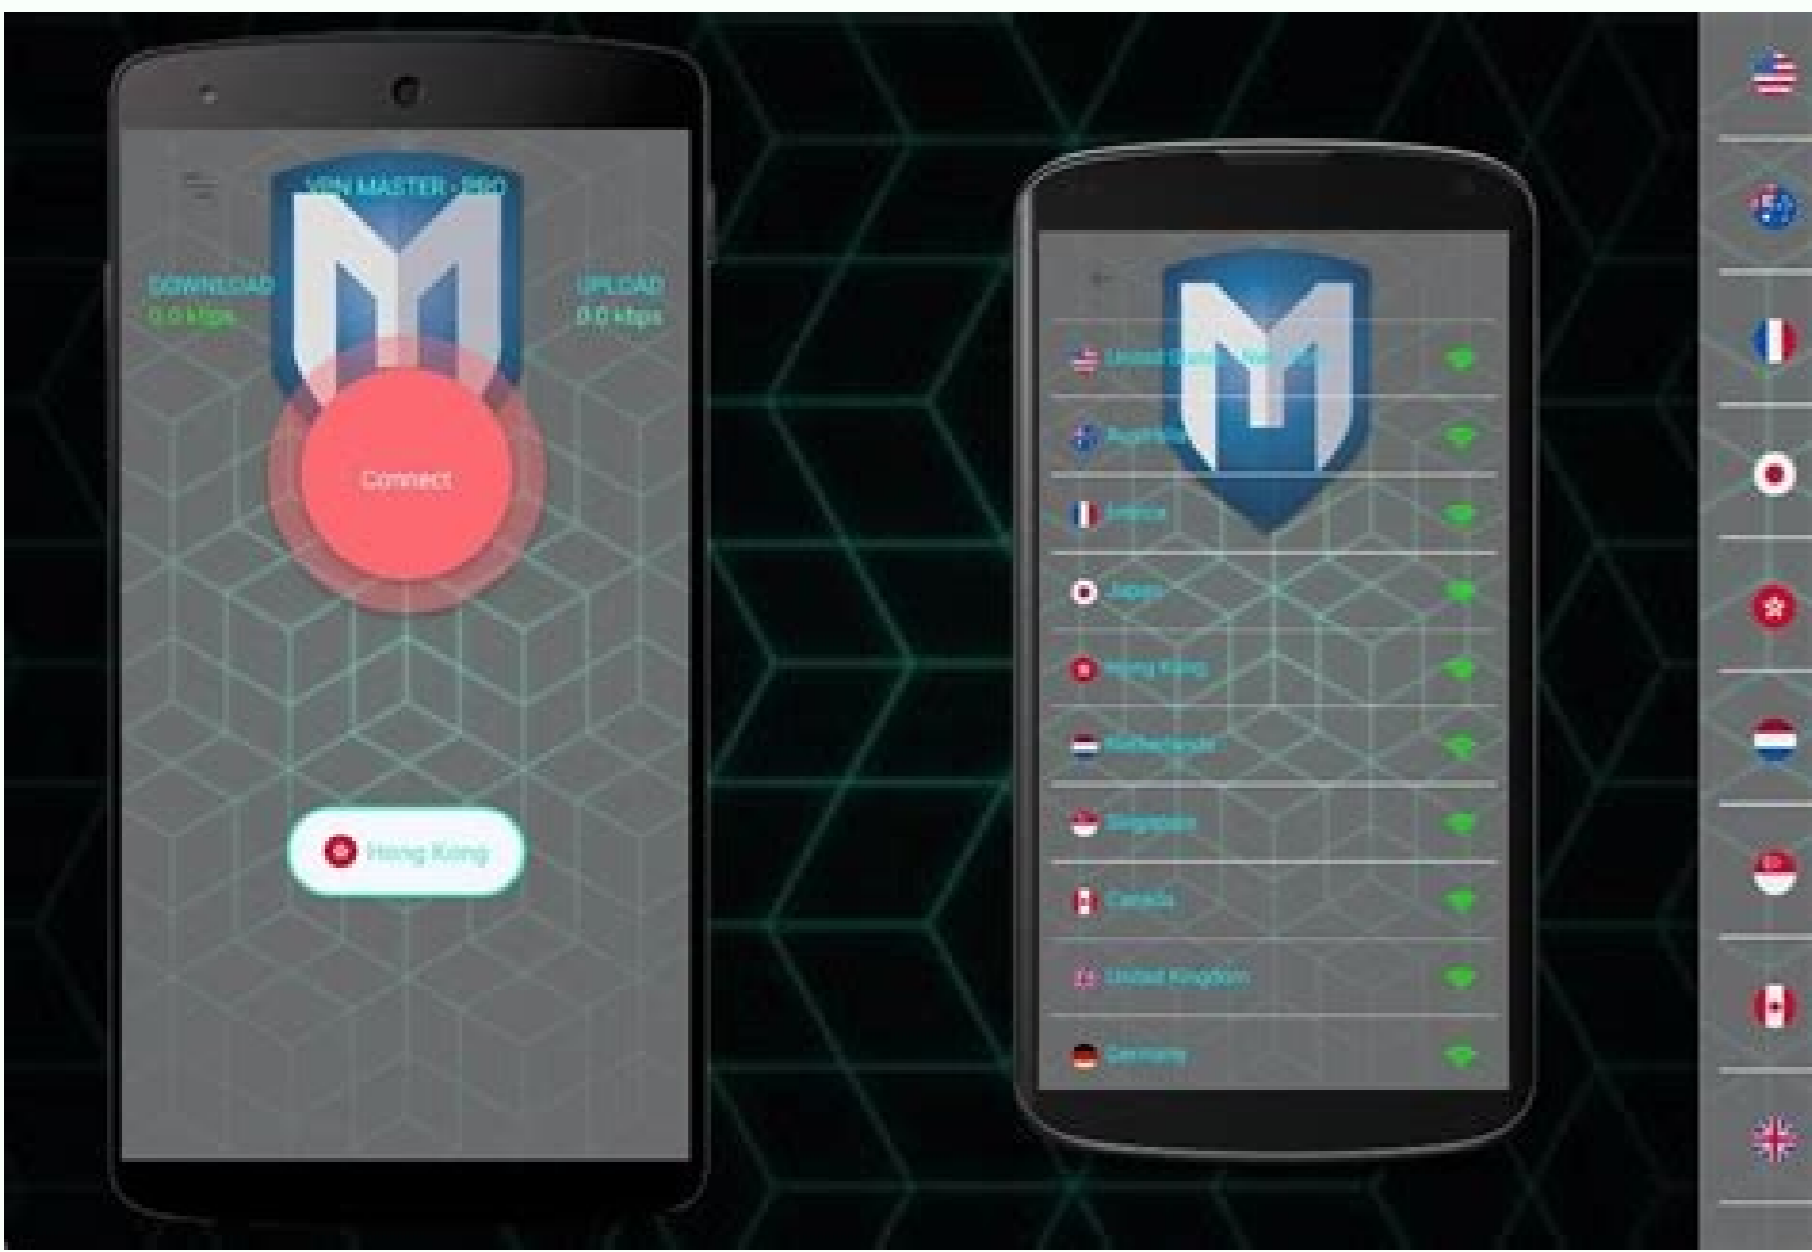 VPN MASTER - PRO
DOWNLOAD
0.0 kbps
UPLOAD
0.0 kbps
Connect
Hong Kong
United
Australia
France
Japan
Hong Kong
Netherlands
Singapore
Canada
United Kingdom
Germany